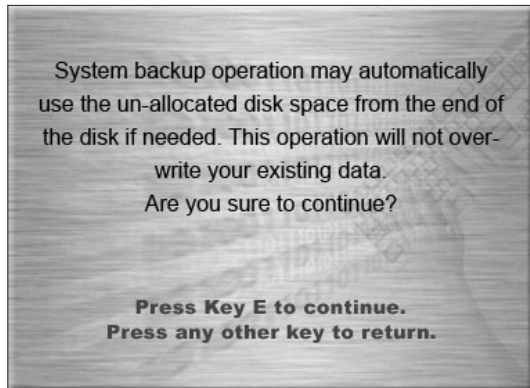 System backup operation may automatically
use the un-allocated disk space from the end of
the disk if needed. This operation will not over-
write your existing data.
Are you sure to continue?
Press Key E to continue.
Press any other key to return.